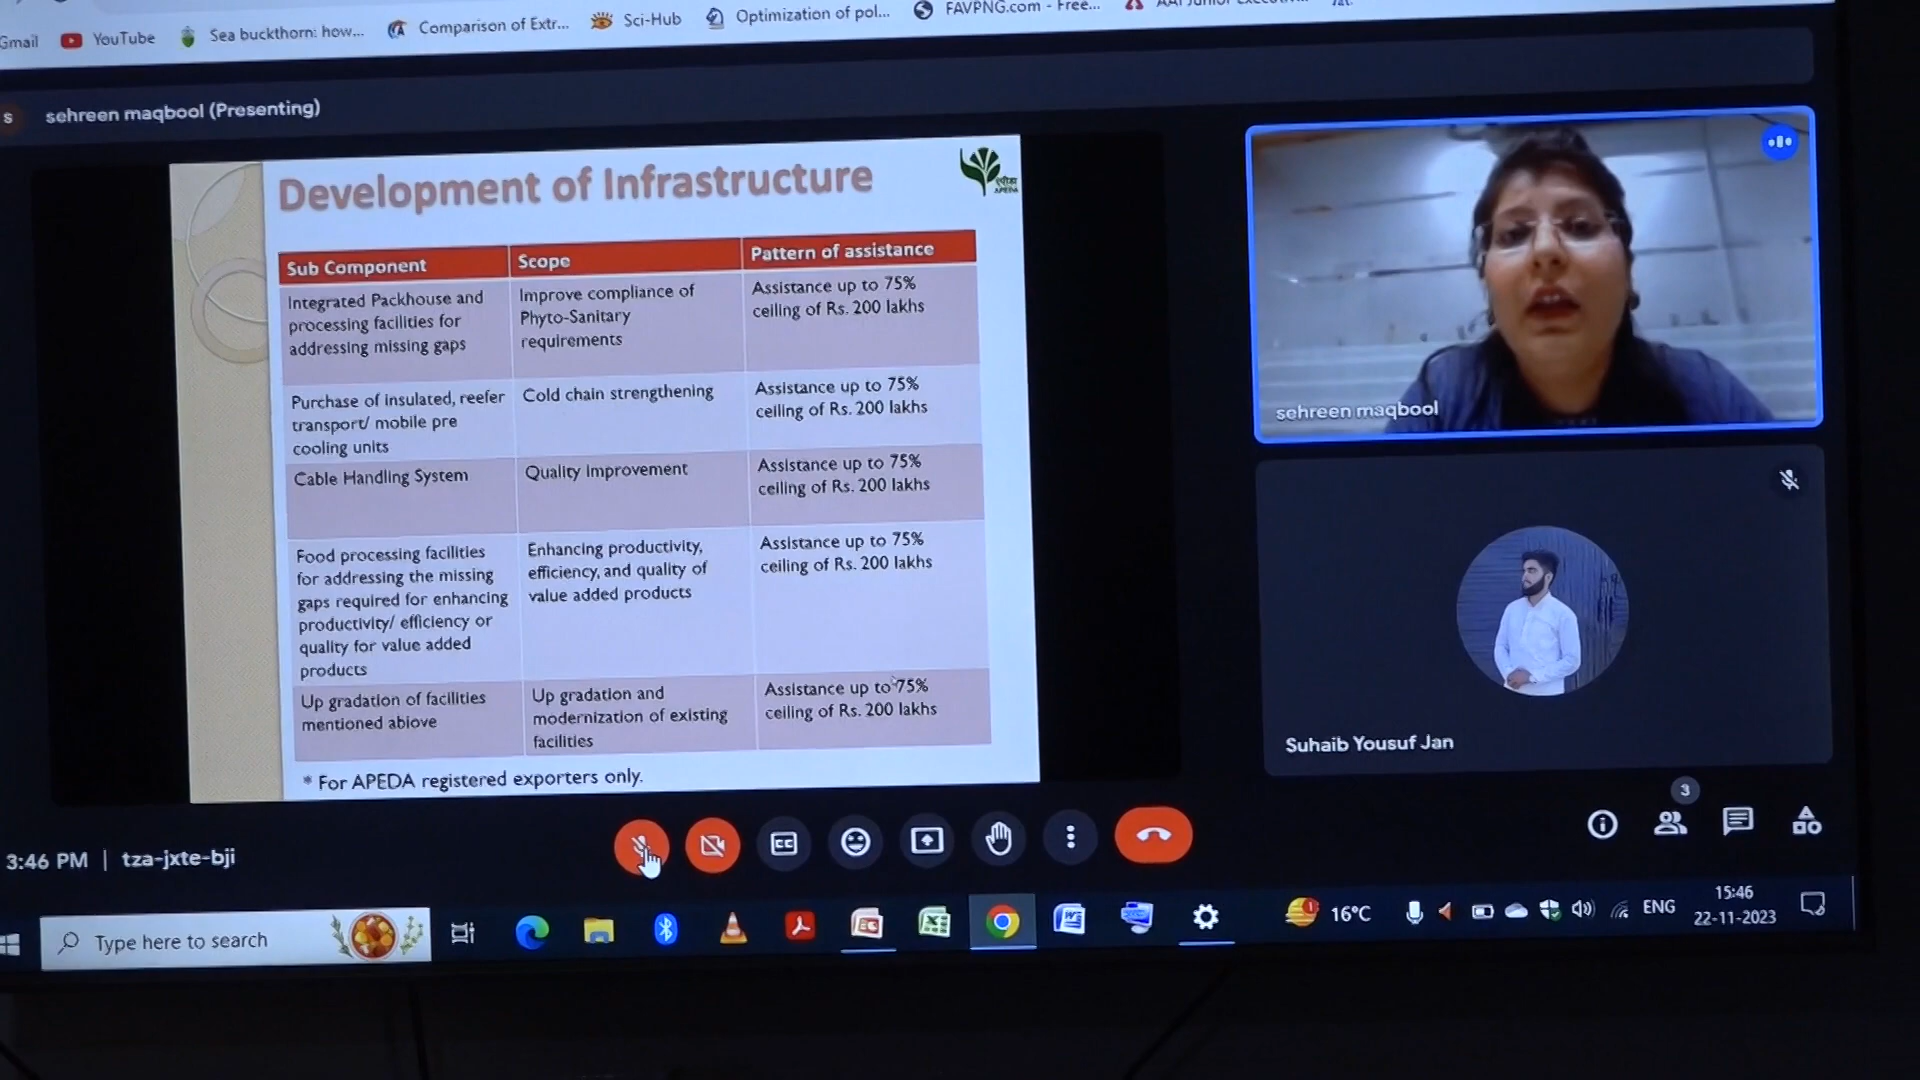 Gmail
YouTube
Sea buckthorn: how...
Comparison of Extr...
Sci-Hub
Optimization of pol...
FAVPNG.com - Free...
s
sehreen maqbool (Presenting)
Development of Infrastructure
एपीडा
APEDA
Sub Component
Scope
Pattern of assistance
Integrated Packhouse and
processing facilities for
addressing missing gaps
Improve compliance of
Phyto-Sanitary
requirements
Assistance up to 75%
ceiling of Rs. 200 lakhs
Purchase of insulated, reefer
transport/ mobile pre
cooling units
Cold chain strengthening
Assistance up to 75%
ceiling of Rs. 200 lakhs
Cable Handling System
Quality Improvement
Assistance up to 75%
ceiling of Rs. 200 lakhs
Food processing facilities
for addressing the missing
gaps required for enhancing
productivity/ efficiency or
quality for value added
products
Enhancing productivity,
efficiency, and quality of
value added products
Assistance up to 75%
ceiling of Rs. 200 lakhs
Up gradation of facilities
mentioned abiove
Up gradation and
modernization of existing
facilities
Assistance up to 75%
ceiling of Rs. 200 lakhs
* For APEDA registered exporters only.
sehreen maqbool
Suhaib Yousuf Jan
3:46 PM | tza-jxte-bji
CC
3
Type here to search
1
16°C
ENG
15:46
22-11-2023